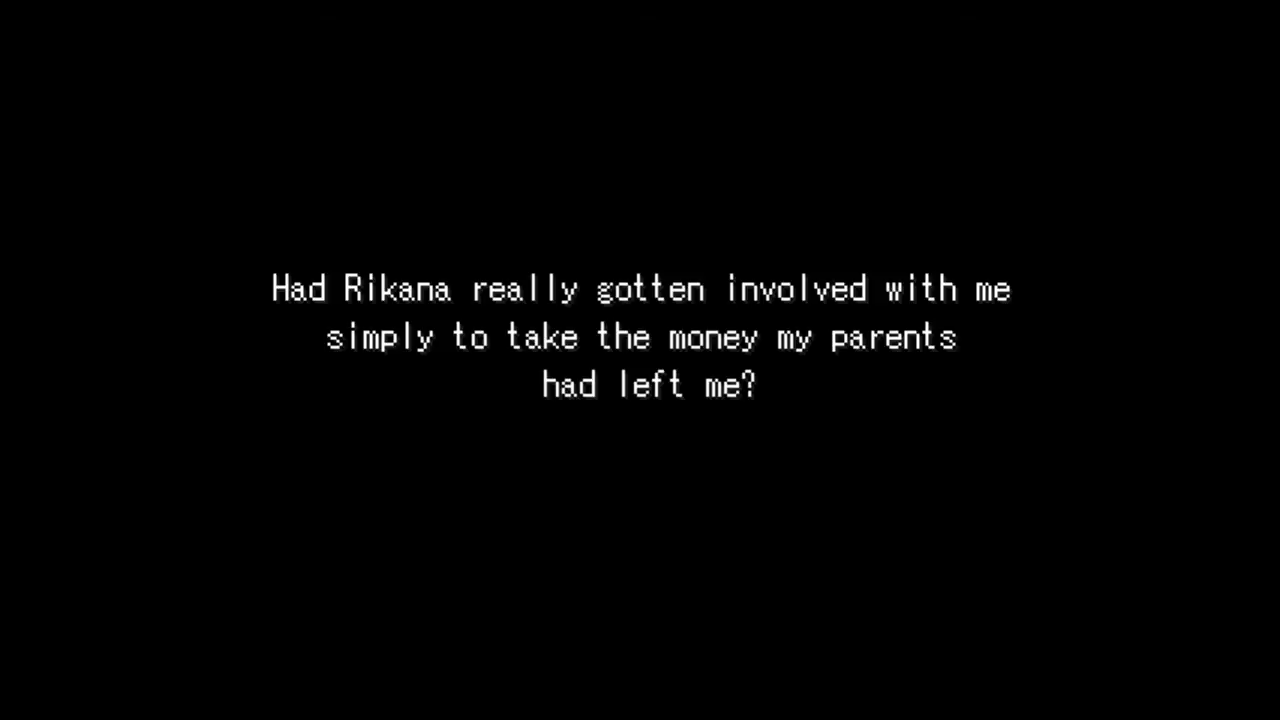 Had Rikana really gotten involved with me
simply to take the money my parents
had left me?